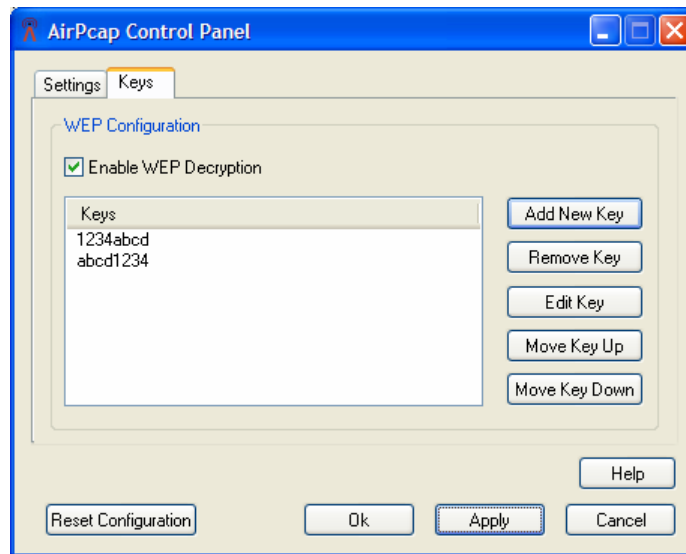 AirPcap Control Panel
Settings
Keys
WEP Configuration
Enable WEP Decryption
Keys
1234abcd
abcd1234
Add New Key
Remove Key
Edit Key
Move Key Up
Move Key Down
Help
Reset Configuration
Ok
Apply
Cancel